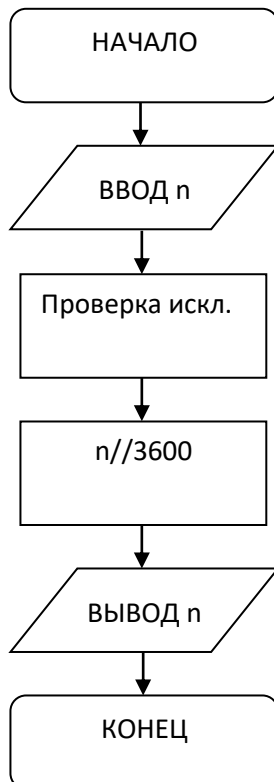 НАЧАЛО
ВВОД n
Проверка искл.
n//3600
ВЫВОД n
КОНЕЦ